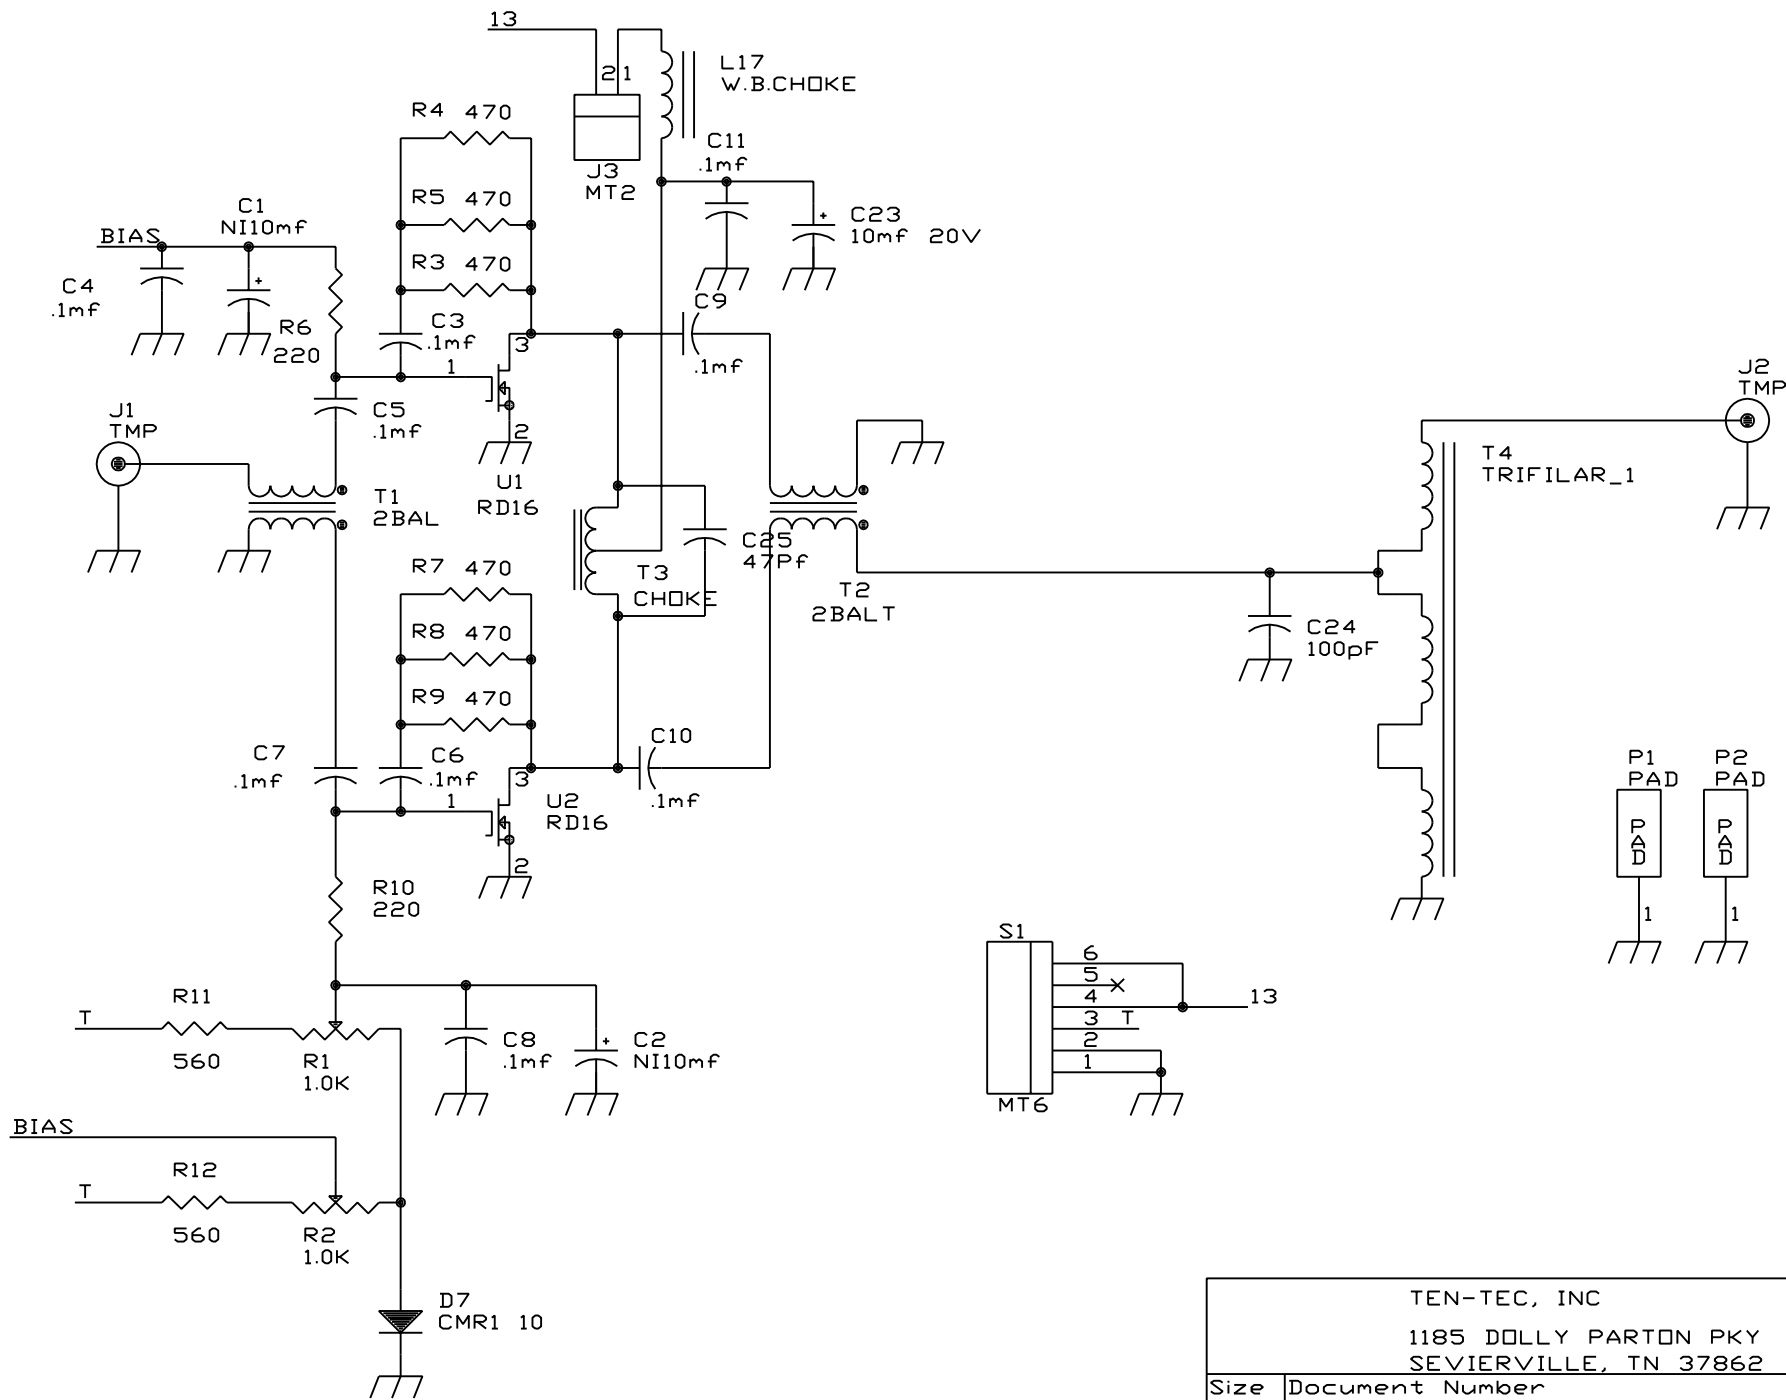 13
2 1
L17
W.B.CHOKE
R4 470
J3
MT2
C11
.1mf
R5 470
C1
NI10mf
BIAS
C23
10mf 20V
+
+
R3 470
C4
.1mf
C9
.1mf
R6
220
C3
.1mf
3
1
2
U1
RD16
J1
TMP
C5
.1mf
J2
TMP
T1
2BAL
T4
TRIFILAR_1
C25
47Pf
T3
CHOKE
R7 470
T2
2BALT
R8 470
C24
100pF
R9 470
C7
.1mf
C6
.1mf
3
1
2
U2
RD16
C10
.1mf
P1
PAD
PAD
1
P2
PAD
PAD
1
R10
220
S1
6
5
4
3 T
2
1
13
MT6
R11
T
560
R1
1.0K
C8
.1mf
+
C2
NI10mf
BIAS
R12
T
560
R2
1.0K
D7
CMR1 10
TEN-TEC, INC
1185 DOLLY PARTON PKY
SEVIERVILLE, TN 37862
Size Document Number